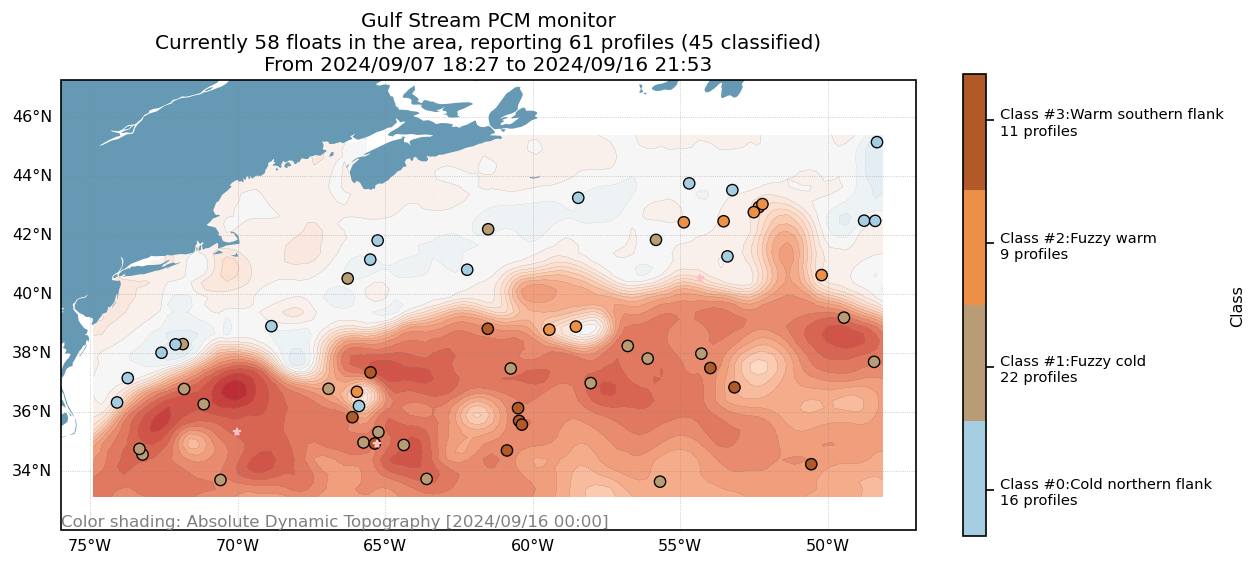 Gulf Stream PCM monitor
Currently 58 floats in the area, reporting 61 profiles (45 classified)
From 2024/09/07 18:27 to 2024/09/16 21:53
46°N
44°N
42°N
40°N
38°N
36°N
34°N
Color shading: Absolute Dynamic Topography [2024/09/16 00:00]
75°W
70°W
65°W
60°W
55°W
50°W
Class #3:Warm southern flank
11 profiles
Class #2:Fuzzy warm
9 profiles
Class #1:Fuzzy cold
22 profiles
Class #0:Cold northern flank
16 profiles
Class